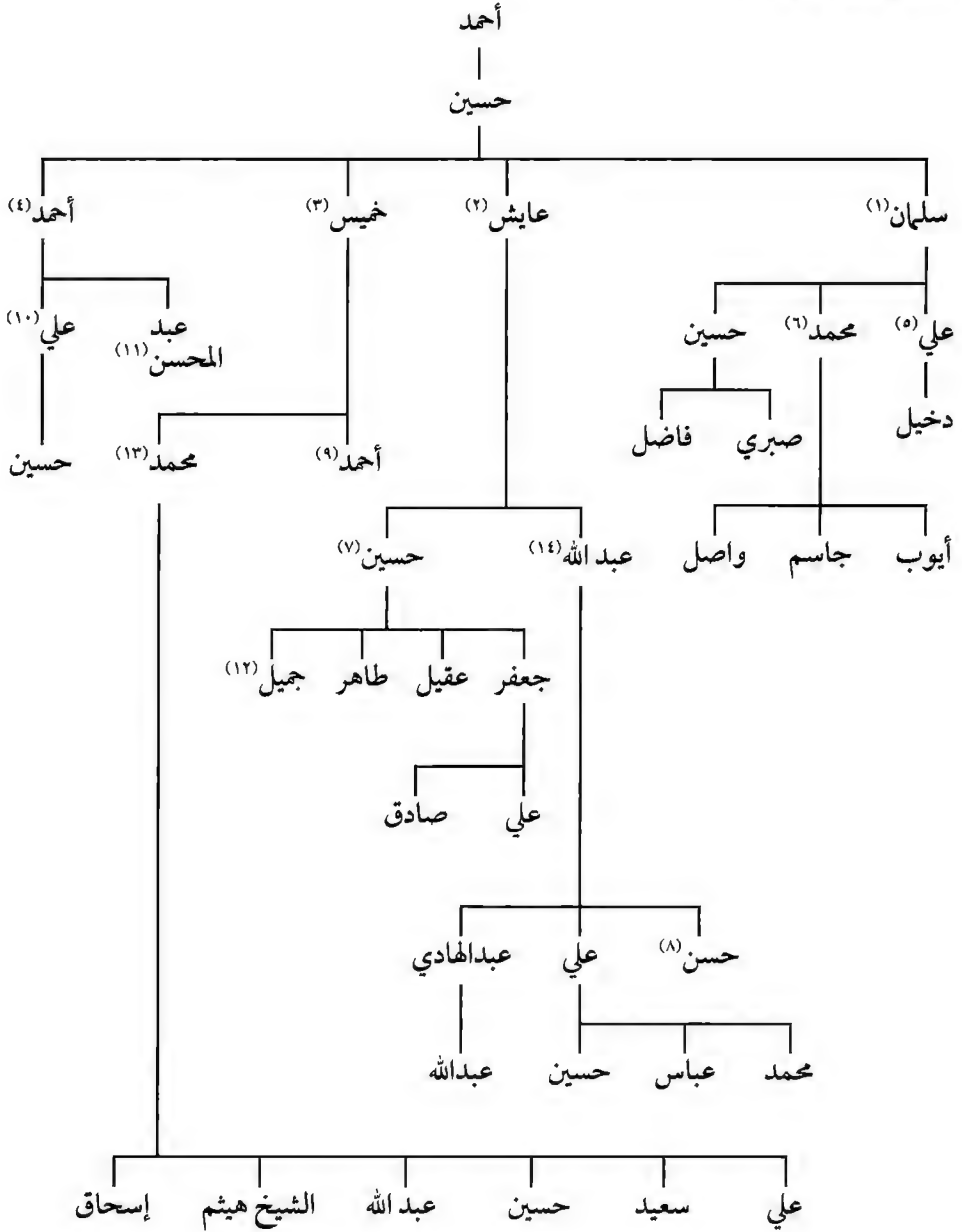 أحمد
حسين
سلمان(١) عايش(٢) خميس(٣) أحمد(٤)
علي(٥) محمد(٦) حسين عبد المحسن(١١) علي(١٠)
دخيل صبري فاضل أحمد(٩) محمد(١٣) حسين
أيوب جاسم واصل عبد الله(١٤) حسين(٧)
جعفر عقيل طاهر جميل(١٢)
علي صادق
حسن(٨) علي عبدالهادي
محمد عباس حسين عبدالله
علي سعيد حسين عبد الله الشيخ هيثم إسحاق